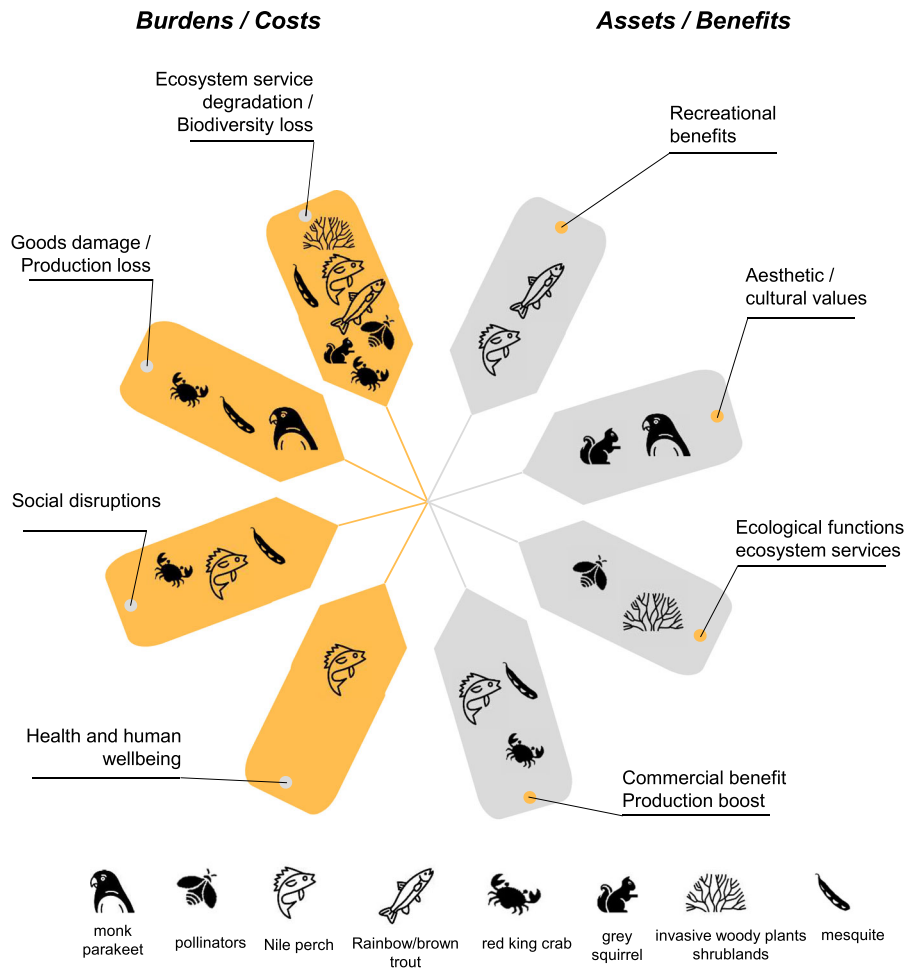 Burdens / Costs
Assets / Benefits
Ecosystem service
degradation /
Biodiversity loss
Recreational
benefits
Goods damage /
Production loss
Aesthetic /
cultural values
Social disruptions
Ecological functions
ecosystem services
Health and human
wellbeing
Commercial benefit
Production boost
monk
parakeet
pollinators
Nile perch
Rainbow/brown
trout
red king crab
grey
squirrel
invasive woody plants
shrublands
mesquite